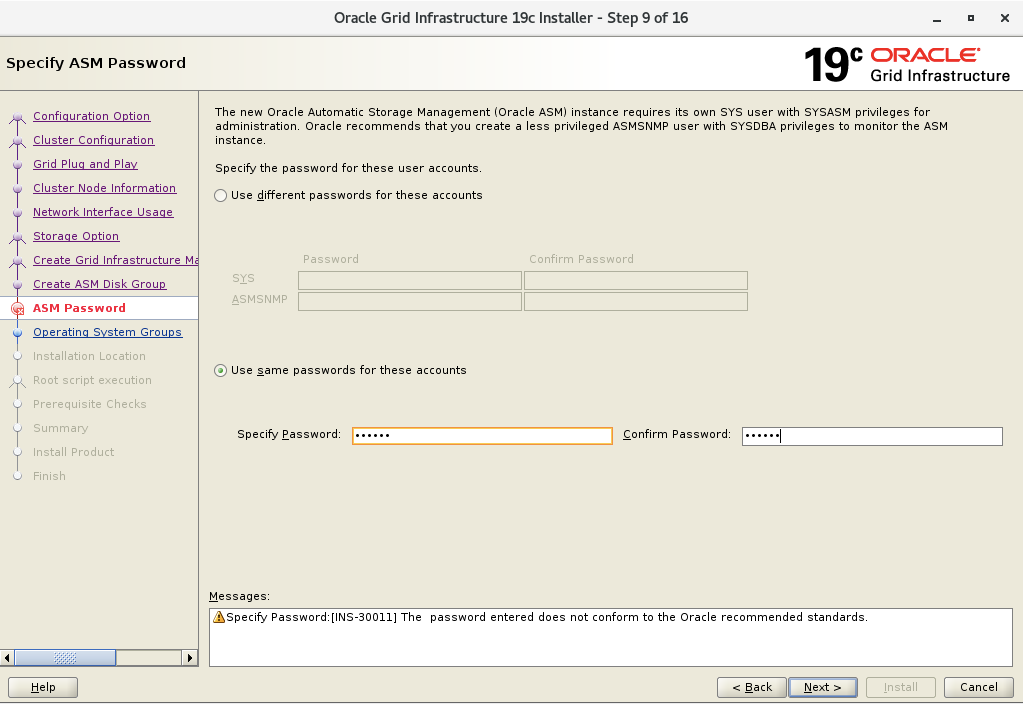 Oracle Grid Infrastructure 19c Installer - Step 9 of 16
Specify ASM Password
19c ORACLE
Grid Infrastructure
Configuration Option
Cluster Configuration
Grid Plug and Play
Cluster Node Information
Network Interface Usage
Storage Option
Create Grid Infrastructure Ma
Create ASM Disk Group
ASM Password
Operating System Groups
Installation Location
Root script execution
Prerequisite Checks
Summary
Install Product
Finish
The new Oracle Automatic Storage Management (Oracle ASM) instance requires its own SYS user with SYSASM privileges for
administration. Oracle recommends that you create a less privileged ASMSNMP user with SYSDBA privileges to monitor the ASM
instance.
Specify the password for these user accounts.
Use different passwords for these accounts
Password Confirm Password
SYS
ASMSNMP
Use same passwords for these accounts
Specify Password: •••••• Confirm Password: ••••••
Messages:
Specify Password:[INS-30011] The  password entered does not conform to the Oracle recommended standards.
Help < Back Next > Install Cancel